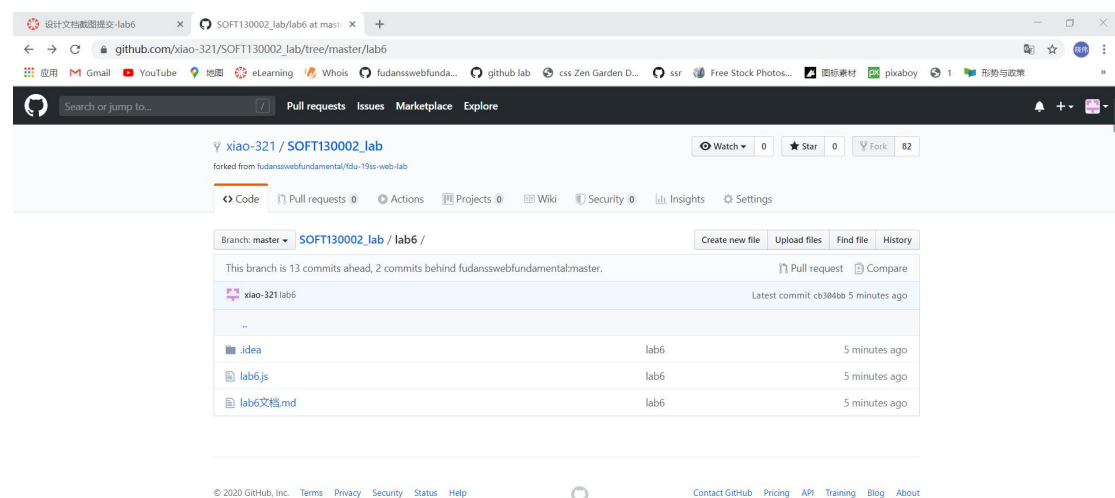 设计文档截图提交-lab6 SOFT130002_lab/lab6 at mast
github.com/xiao-321/SOFT130002_lab/tree/master/lab6
应用 Gmail YouTube 地图 eLearning Whois fudansswebfunda... github lab css Zen Garden D... ssr Free Stock Photos... 图标素材 pixaboy 1 形势与政策 »
Search or jump to... / Pull requests Issues Marketplace Explore
xiao-321 / SOFT130002_lab Watch 0 Star 0 Fork 82
forked from fudansswebfundamental/fdu-19ss-web-lab
Code Pull requests 0 Actions Projects 0 Wiki Security 0 Insights Settings
Branch: master SOFT130002_lab / lab6 / Create new file Upload files Find file History
This branch is 13 commits ahead, 2 commits behind fudansswebfundamental:master. Pull request Compare
xiao-321 lab6 Latest commit cb304bb 5 minutes ago
..
.idea lab6 5 minutes ago
lab6.js lab6 5 minutes ago
lab6文档.md lab6 5 minutes ago
© 2020 GitHub, Inc. Terms Privacy Security Status Help Contact GitHub Pricing API Training Blog About